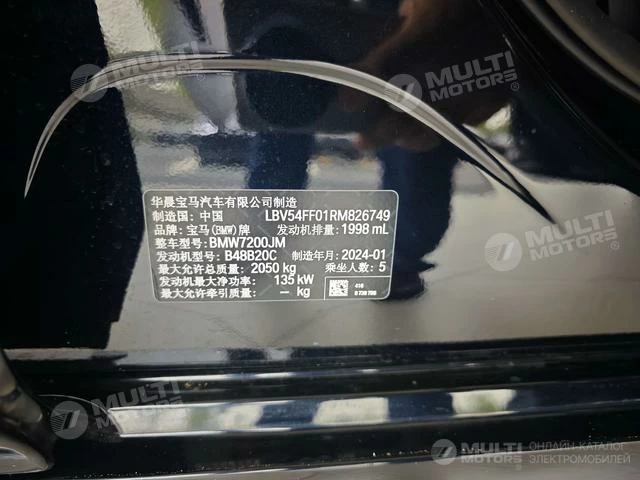 MULTI
MOTORS®
MULTI
MOTORS®
华晨宝马汽车有限公司制造
制造国: 中国 LBV54FF01RM826749
品牌: 宝马(BMW)牌 发动机排量: 1998 mL
整车型号: BMW7200JM
发动机型号: B48B20C 制造年月: 2024-01
最大允许总质量: 2050 kg 乘坐人数: 5
发动机最大净功率: 135 kW
最大允许牵引质量: — kg
416
MULTI
MOTORS®
MULTI
MOTORS®
MULTI
MOTORS®
ОНЛАЙН-КАТАЛОГ
ЭЛЕКТРОМОБИЛЕЙ